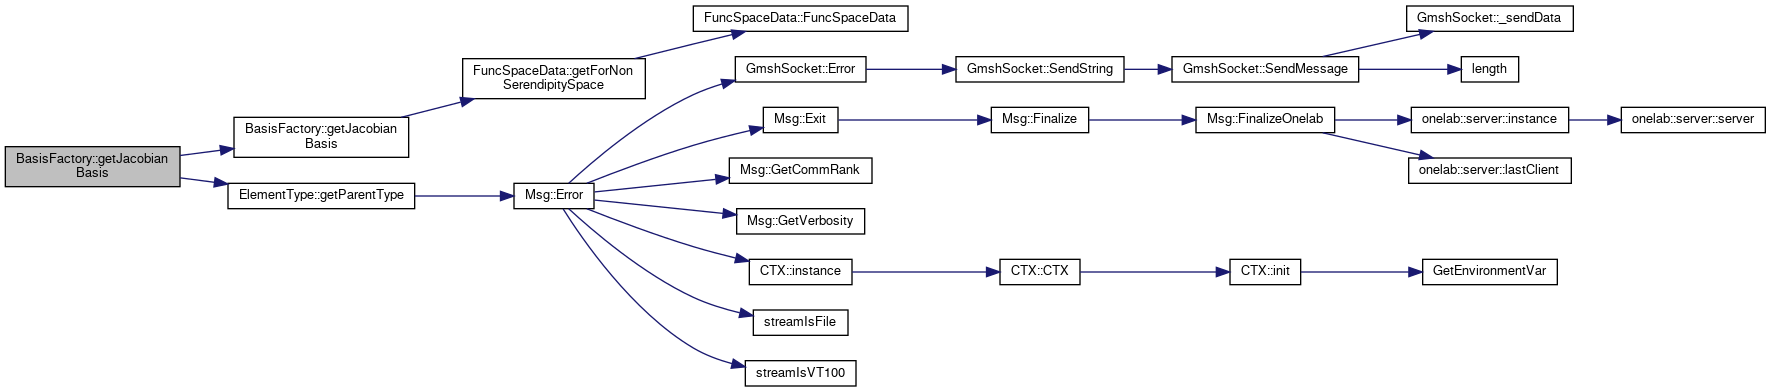 FuncSpaceData::FuncSpaceData
GmshSocket::_sendData
FuncSpaceData::getForNon
SerendipitySpace
GmshSocket::Error
GmshSocket::SendString
GmshSocket::SendMessage
length
BasisFactory::getJacobian
Basis
Msg::Exit
Msg::Finalize
Msg::FinalizeOnelab
onelab::server::instance
onelab::server::server
BasisFactory::getJacobian
Basis
Msg::GetCommRank
onelab::server::lastClient
ElementType::getParentType
Msg::Error
Msg::GetVerbosity
CTX::instance
CTX::CTX
CTX::init
GetEnvironmentVar
streamIsFile
streamIsVT100